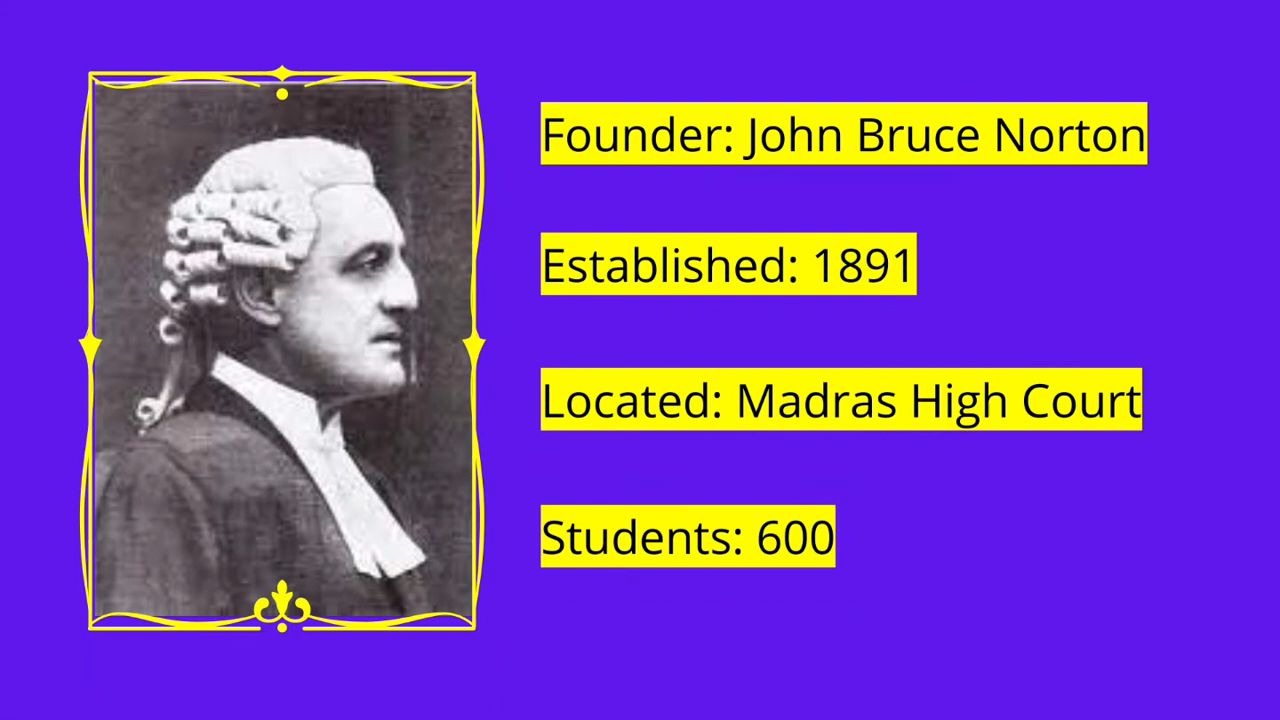 Founder: John Bruce Norton
Established: 1891
Located: Madras High Court
Students: 600